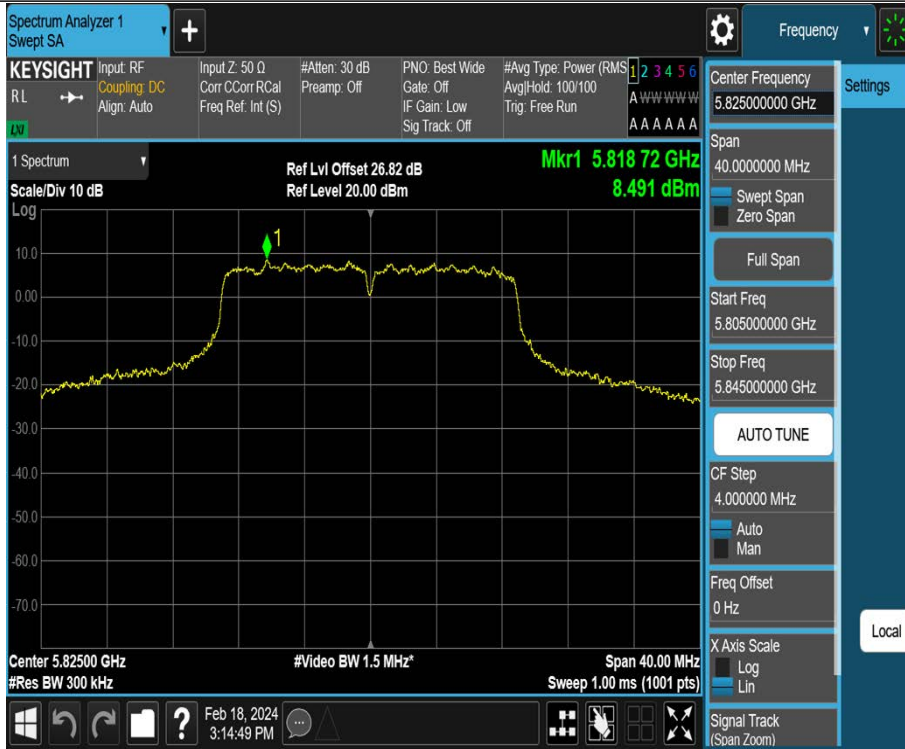 Spectrum Analyzer 1
Swept SA
+
Frequency
KEYSIGHT
RL
LXI
Input: RF
Coupling: DC
Align: Auto
Input Z: 50 Ω
Corr CCorr RCal
Freq Ref: Int (S)
#Atten: 30 dB
Preamp: Off
PNO: Best Wide
Gate: Off
IF Gain: Low
Sig Track: Off
#Avg Type: Power (RMS
Avg|Hold: 100/100
Trig: Free Run
1 2 3 4 5 6
A W W W W W
A A A A A A
1 Spectrum
Scale/Div 10 dB
Log
Ref Lvl Offset 26.82 dB
Ref Level 20.00 dBm
Mkr1 5.818 72 GHz
8.491 dBm
1
10.0
0.00
-10.0
-20.0
-30.0
-40.0
-50.0
-60.0
-70.0
Center 5.82500 GHz
#Res BW 300 kHz
#Video BW 1.5 MHz*
Span 40.00 MHz
Sweep 1.00 ms (1001 pts)
?
Feb 18, 2024
3:14:49 PM
Center Frequency
5.825000000 GHz
Span
40.0000000 MHz
Swept Span
Zero Span
Full Span
Start Freq
5.805000000 GHz
Stop Freq
5.845000000 GHz
AUTO TUNE
CF Step
4.000000 MHz
Auto
Man
Freq Offset
0 Hz
X Axis Scale
Log
Lin
Signal Track
(Span Zoom)
Settings
Local